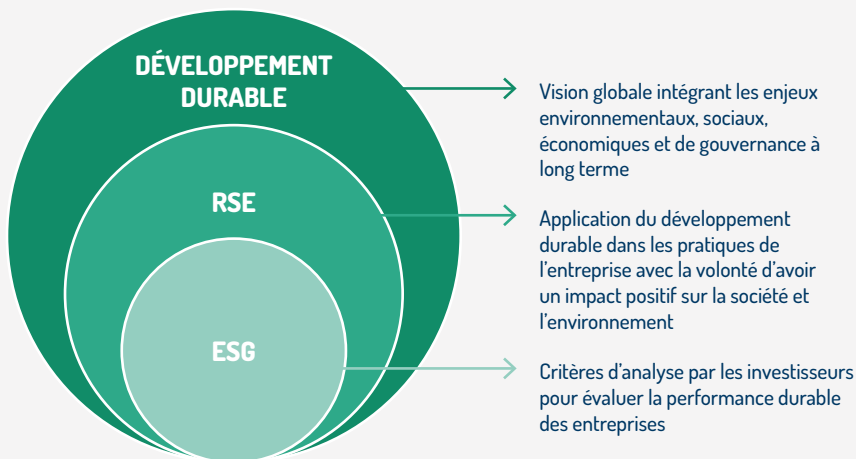 DÉVELOPPEMENT
DURABLE
Vision globale intégrant les enjeux
environnementaux, sociaux,
économiques et de gouvernance à
long terme
RSE
Application du développement
durable dans les pratiques de
l'entreprise avec la volonté d'avoir
un impact positif sur la société et
l'environnement
ESG
Critères d'analyse par les investisseurs
pour évaluer la performance durable
des entreprises